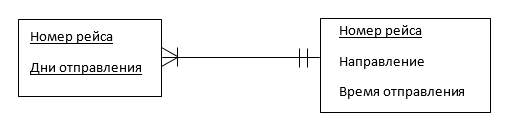 Номер рейса
Дни отправления
Номер рейса
Направление
Время отправления